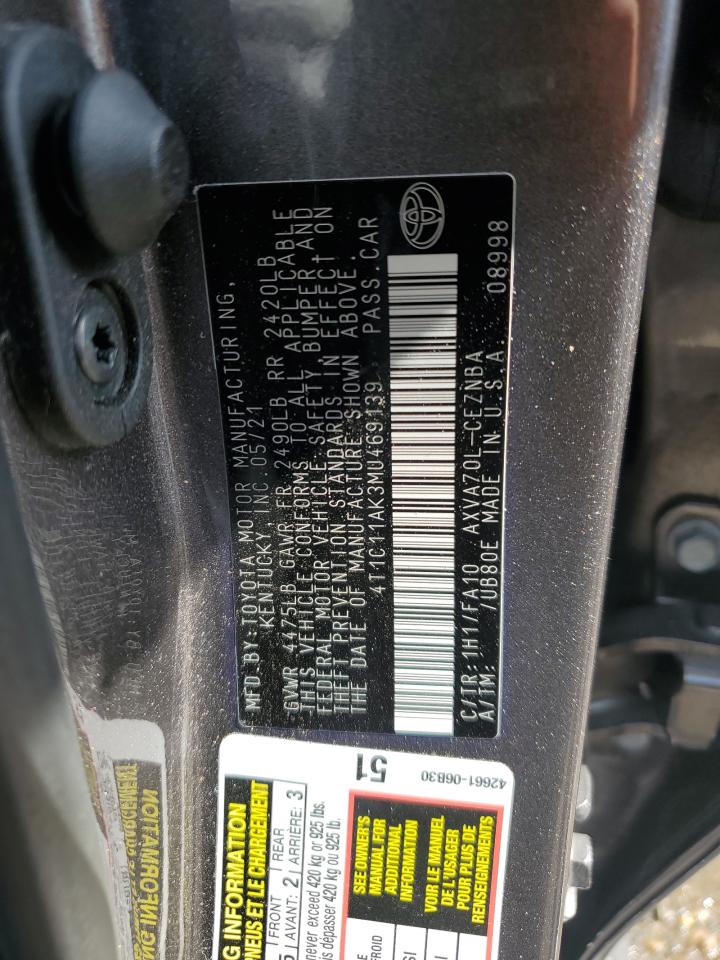 MFD BY: TOYOTA MOTOR MANUFACTURING,
KENTUCKY, INC. 05/21
GVWR 4475LB GAWR FR 2490LB RR 2420LB
THIS VEHICLE CONFORMS TO ALL APPLICABLE
FEDERAL MOTOR VEHICLE SAFETY, BUMPER AND
THEFT PREVENTION STANDARDS IN EFFECT ON
THE DATE OF MANUFACTURE SHOWN ABOVE.
4T1C11AK3MU469139 PASS.CAR
C/TR: 1H1/FA10 AXVA70L-CEZNBA
A/TM: /UB80E MADE IN U.S.A. 08998
NG INFORMATION
PNEUS ET LE CHARGEMENT
FRONT REAR
AVANT: 2 ARRIÈRE: 3
never exceed 420 kg or 925 lbs.
dépasser 420 kg ou 925 lb.
51
42661-06B30
SEE OWNER'S
MANUAL FOR
ADDITIONAL
INFORMATION
VOIR LE MANUEL
DE L'USAGER
POUR PLUS DE
RENSEIGNEMENTS